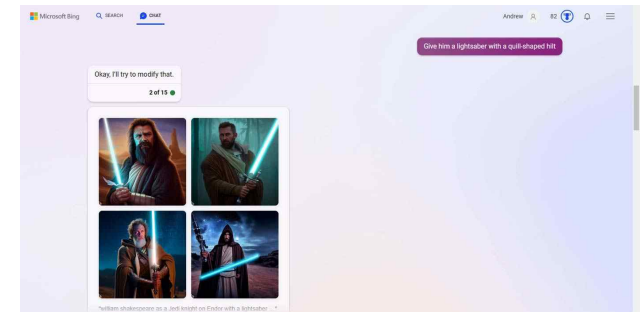 Microsoft Bing
SEARCH
CHAT
Andrew
82
Give him a lightsaber with a quill-shaped hilt
Okay, I'll try to modify that.
2 of 15
"william shakespeare as a Jedi knight on Endor with a lightsaber ... "